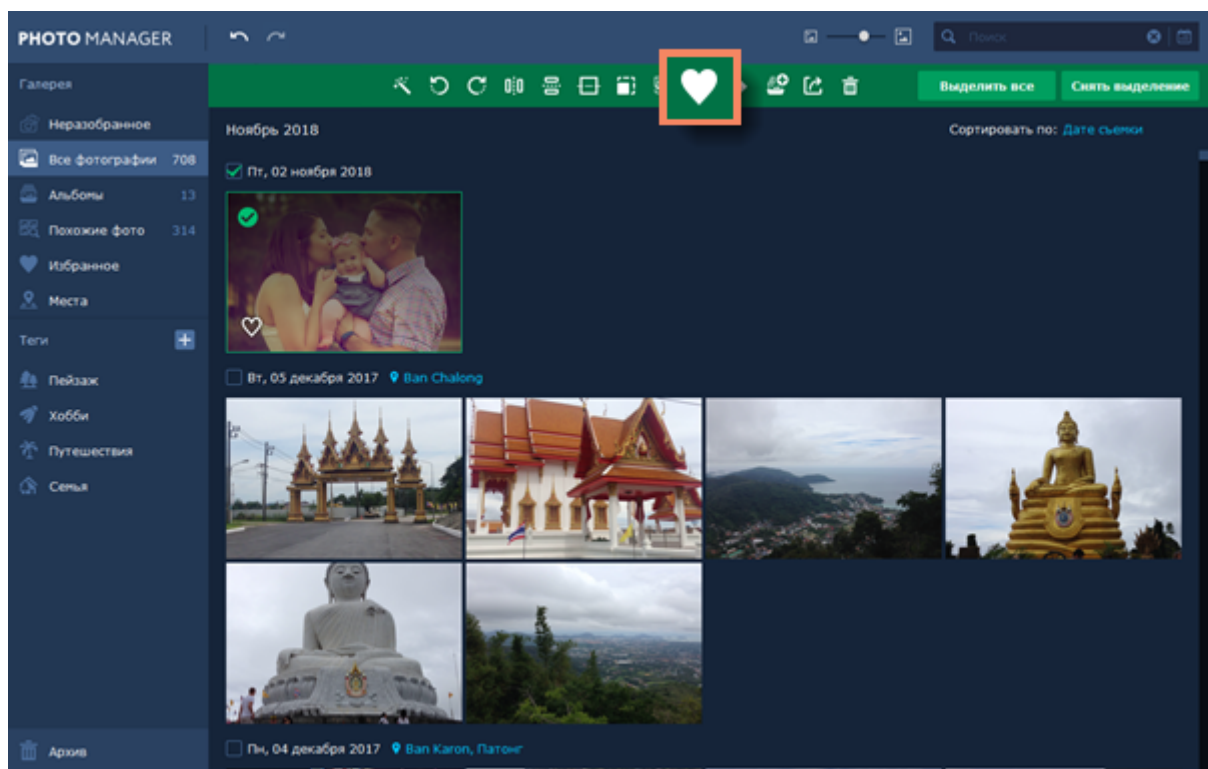 PHOTO MANAGER
Поиск
Галерея
Выделить все
Снять выделение
Неразобранное
Ноябрь 2018
Сортировать по: Дате съемки
Все фотографии 708
Пт, 02 ноября 2018
Альбомы 13
Похожие фото 314
Избранное
Места
Теги
Вт, 05 декабря 2017 Ban Chalong
Пейзаж
Хобби
Путешествия
Семья
Архив
Пн, 04 декабря 2017 Ban Karon, Патонг